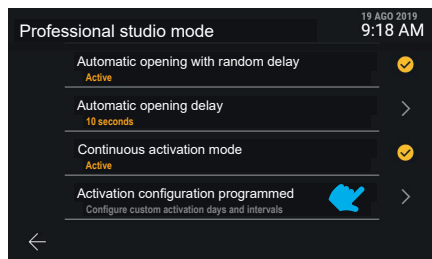 19 AGO 2019
Professional studio mode
9:18 AM
Automatic opening with random delay
Active
Automatic opening delay
10 seconds
Continuous activation mode
Active
Activation configuration programmed
Configure custom activation days and intervals